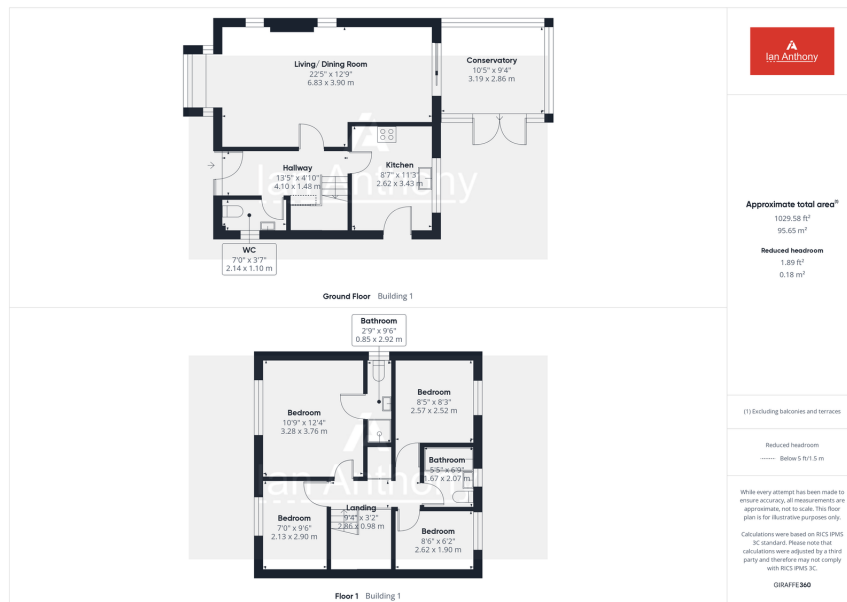 Living/ Dining Room
22'5" x 12'9"
6.83 x 3.90 m
Conservatory
10'5" x 9'4"
3.19 x 2.86 m
Hallway
13'5" x 4'10"
4.10 x 1.48 m
Kitchen
8'7" x 11'3"
2.62 x 3.43 m
WC
7'0" x 3'7"
2.14 x 1.10 m
Ian Anthony
Ground Floor Building 1
Bathroom
2'9" x 9'6"
0.85 x 2.92 m
Bedroom
10'9" x 12'4"
3.28 x 3.76 m
Bedroom
8'5" x 8'3"
2.57 x 2.52 m
Bathroom
5'5" x 6'9"
1.67 x 2.07 m
Landing
9'4" x 3'2"
2.86 x 0.98 m
Bedroom
7'0" x 9'6"
2.13 x 2.90 m
Bedroom
8'6" x 6'2"
2.62 x 1.90 m
Ian Anthony
Floor 1 Building 1
Ian Anthony
Approximate total area(1)
1029.58 ft²
95.65 m²
Reduced headroom
1.89 ft²
0.18 m²
(1) Excluding balconies and terraces
Reduced headroom
Below 5 ft/1.5 m
While every attempt has been made to
ensure accuracy, all measurements are
approximate, not to scale. This floor
plan is for illustrative purposes only.
Calculations were based on RICS IPMS
3C standard. Please note that
calculations were adjusted by a third
party and therefore may not comply
with RICS IPMS 3C.
GIRAFFE360